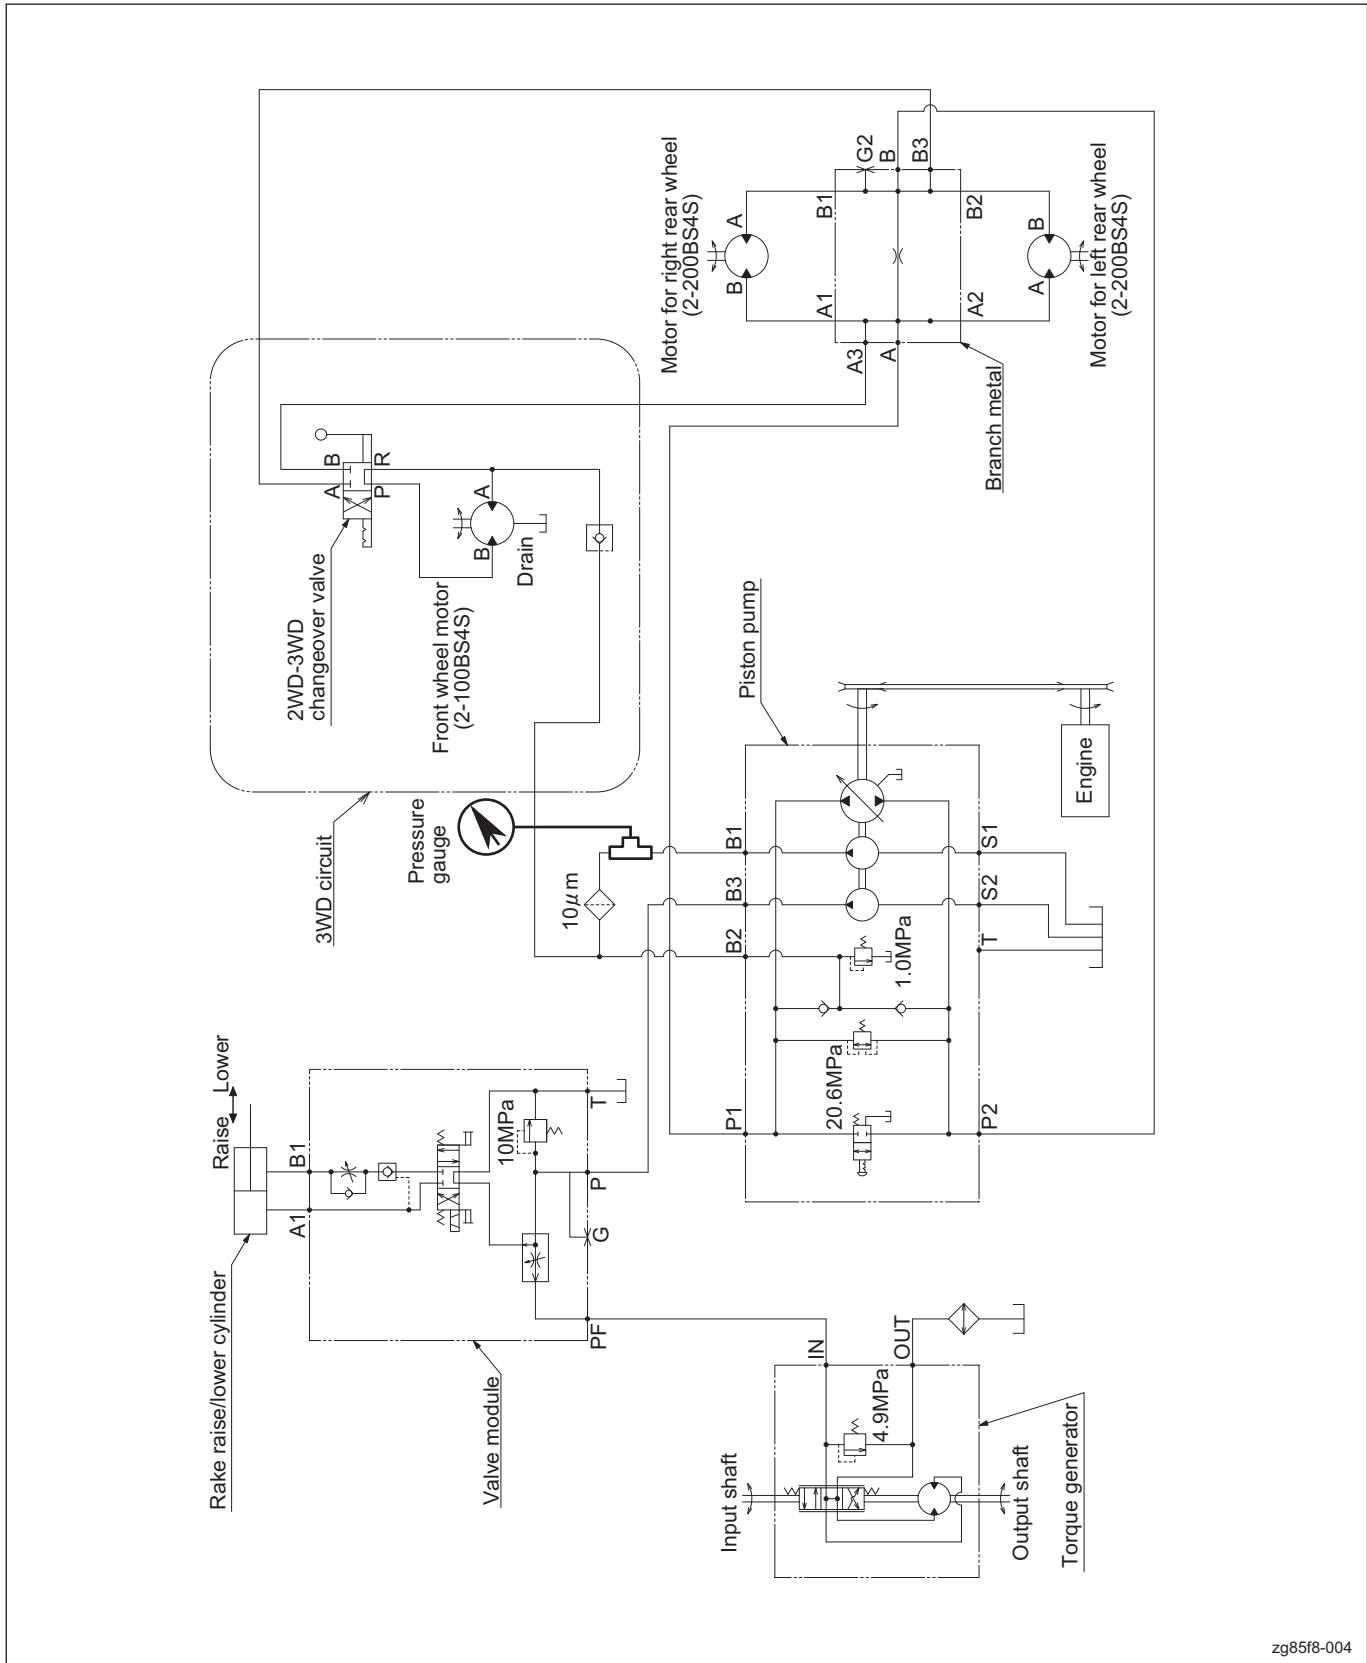 Rake raise/lower cylinder
Raise
Lower
A1
B1
Valve module
10MPa
PF
G
P
T
3WD circuit
2WD-3WD
changeover valve
A
B
P
R
Front wheel motor
(2-100BS4S)
B
A
Drain
Pressure
gauge
10μm
Motor for right rear wheel
(2-200BS4S)
B
A
A1
B1
G2
B
B3
A3
A
A2
B2
A
B
Motor for left rear wheel
(2-200BS4S)
Branch metal
Piston pump
P1
B2
B3
B1
20.6MPa
1.0MPa
P2
T
S2
S1
Engine
Input shaft
IN
OUT
4.9MPa
Output shaft
Torque generator
zg85f8-004